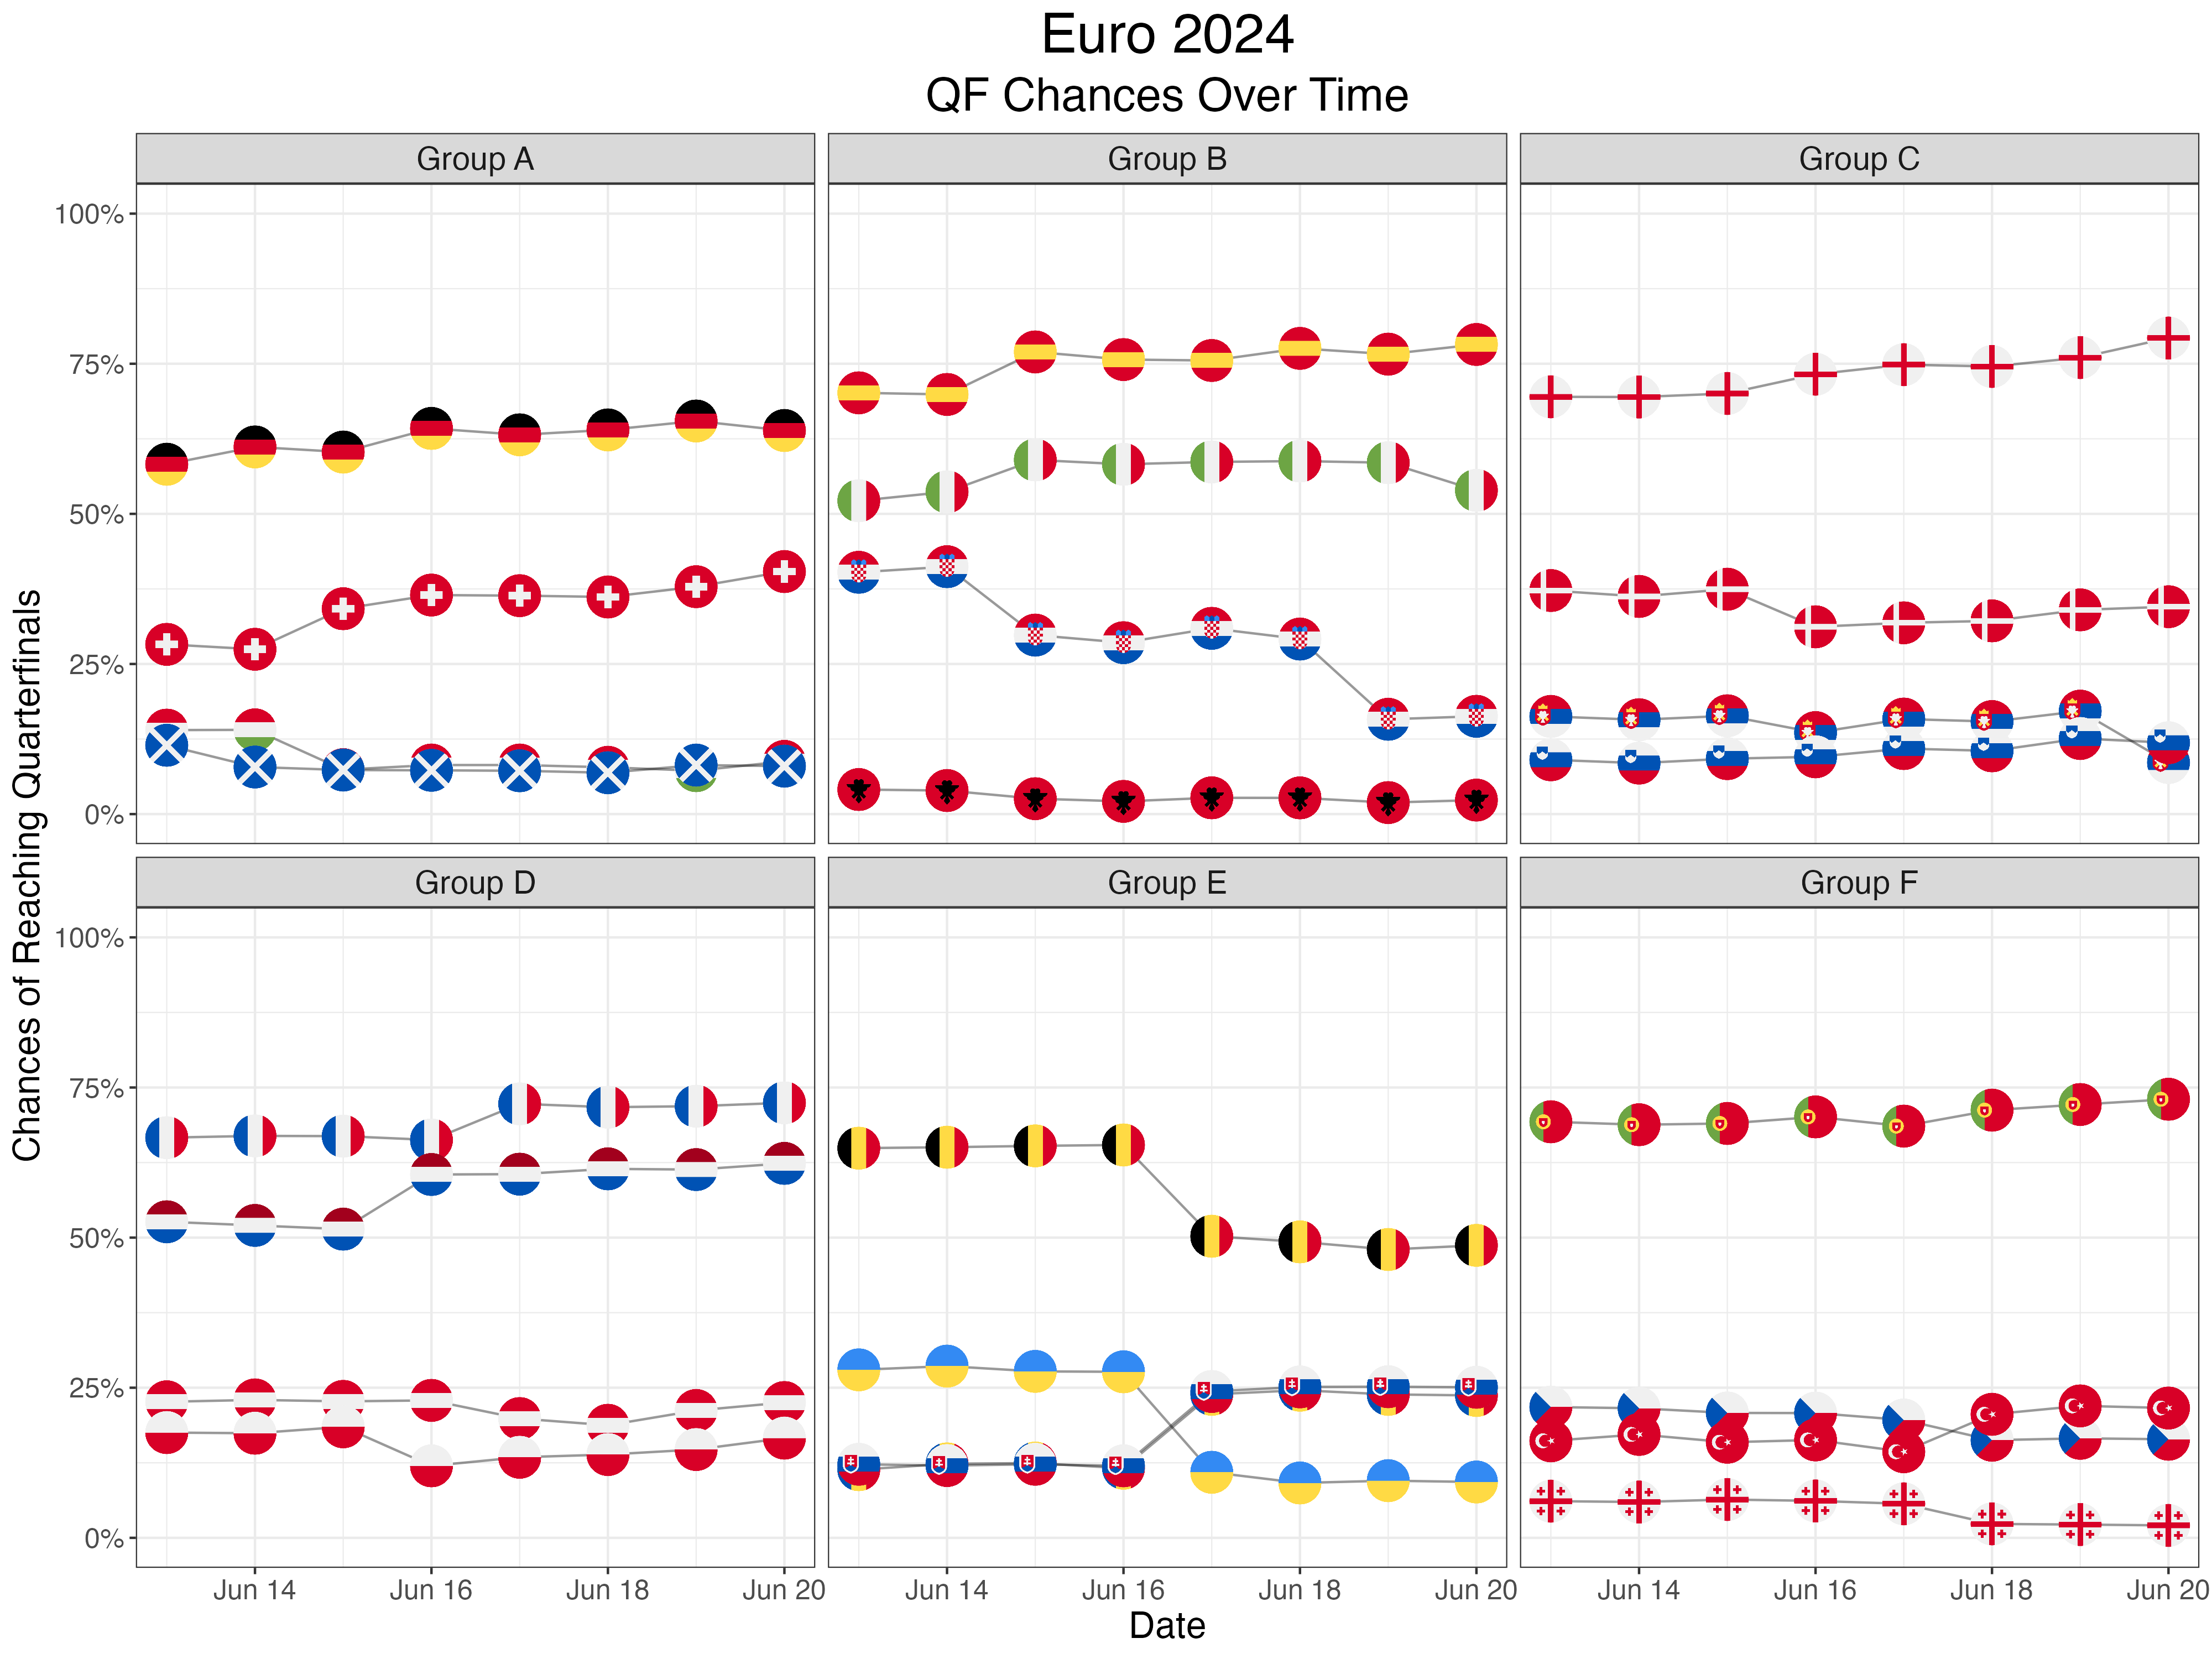 Euro 2024
QF Chances Over Time
Group A
Group B
Group C
100%
75%
50%
25%
0%
Group D
Group E
Group F
100%
75%
50%
25%
0%
Chances of Reaching Quarterfinals
Jun 14 Jun 16 Jun 18 Jun 20
Jun 14 Jun 16 Jun 18 Jun 20
Jun 14 Jun 16 Jun 18 Jun 20
Date